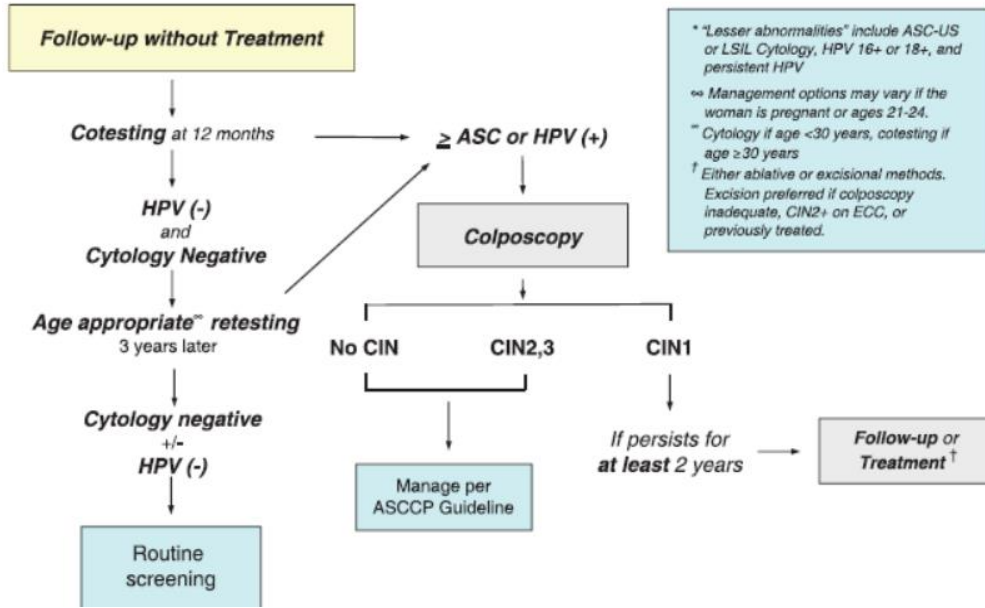 Follow-up without Treatment
Cotesting at 12 months
HPV (-)
and
Cytology Negative
Age appropriate∞ retesting
3 years later
Cytology negative
+/-
HPV (-)
Routine
screening
≥ ASC or HPV (+)
Colposcopy
No CIN
CIN2,3
CIN1
Manage per
ASCCP Guideline
If persists for
at least 2 years
Follow-up or
Treatment †
* "Lesser abnormalities" include ASC-US
or LSIL Cytology, HPV 16+ or 18+, and
persistent HPV
∞ Management options may vary if the
woman is pregnant or ages 21-24.
∞ Cytology if age <30 years, cotesting if
age ≥30 years
† Either ablative or excisional methods.
Excision preferred if colposcopy
inadequate, CIN2+ on ECC, or
previously treated.